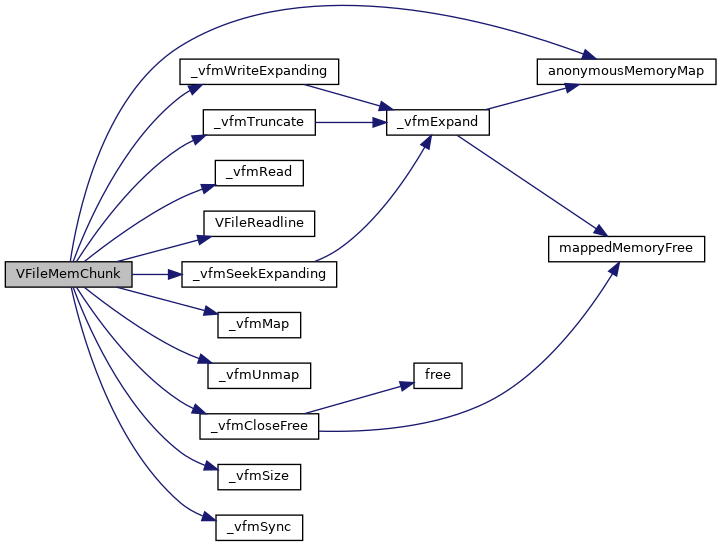 VFileMemChunk
_vfmWriteExpanding
_vfmTruncate
_vfmRead
VFileReadline
_vfmSeekExpanding
_vfmMap
_vfmUnmap
_vfmCloseFree
_vfmSize
_vfmSync
_vfmExpand
free
anonymousMemoryMap
mappedMemoryFree